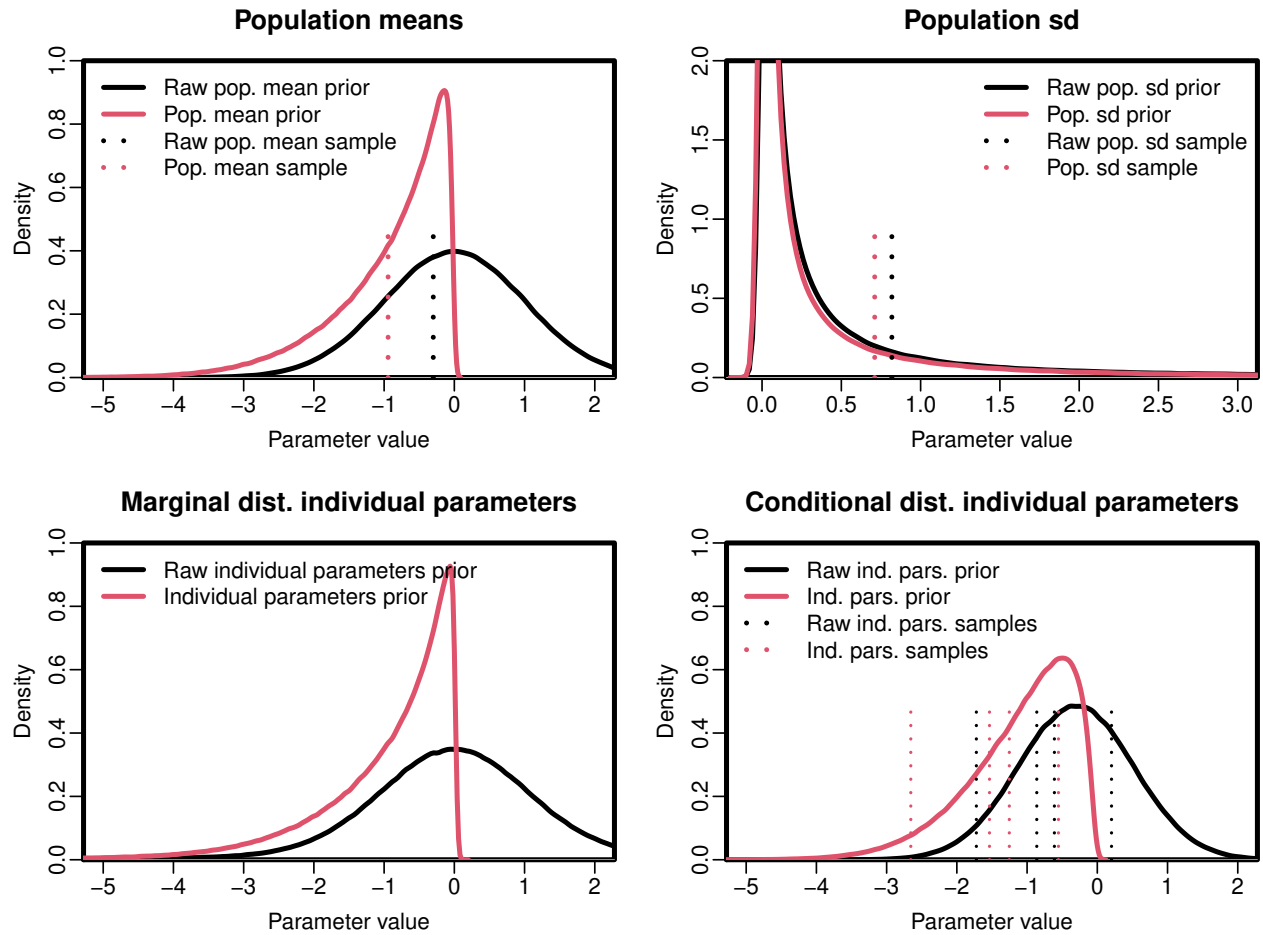 Population means
1.0
0.8
0.6
0.4
0.2
0.0
Density
Raw pop. mean prior
Pop. mean prior
Raw pop. mean sample
Pop. mean sample
−5 −4 −3 −2 −1 0 1 2
Parameter value
Population sd
2.0
1.5
1.0
0.5
0.0
Density
Raw pop. sd prior
Pop. sd prior
Raw pop. sd sample
Pop. sd sample
0.0 0.5 1.0 1.5 2.0 2.5 3.0
Parameter value
Marginal dist. individual parameters
1.0
0.8
0.6
0.4
0.2
0.0
Density
Raw individual parameters prior
Individual parameters prior
−5 −4 −3 −2 −1 0 1 2
Parameter value
Conditional dist. individual parameters
1.0
0.8
0.6
0.4
0.2
0.0
Density
Raw ind. pars. prior
Ind. pars. prior
Raw ind. pars. samples
Ind. pars. samples
−5 −4 −3 −2 −1 0 1 2
Parameter value